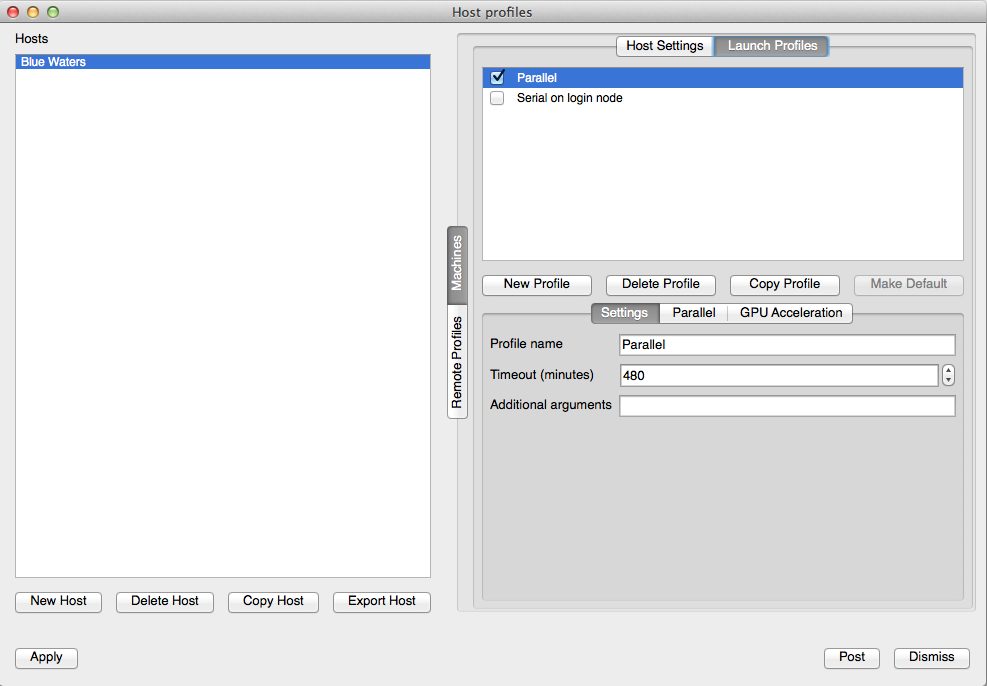 Host profiles
Hosts
Blue Waters
Host Settings
Launch Profiles
Parallel
Serial on login node
Machines
Remote Profiles
New Profile
Delete Profile
Copy Profile
Make Default
Settings
Parallel
GPU Acceleration
Profile name
Parallel
Timeout (minutes)
480
Additional arguments
New Host
Delete Host
Copy Host
Export Host
Apply
Post
Dismiss